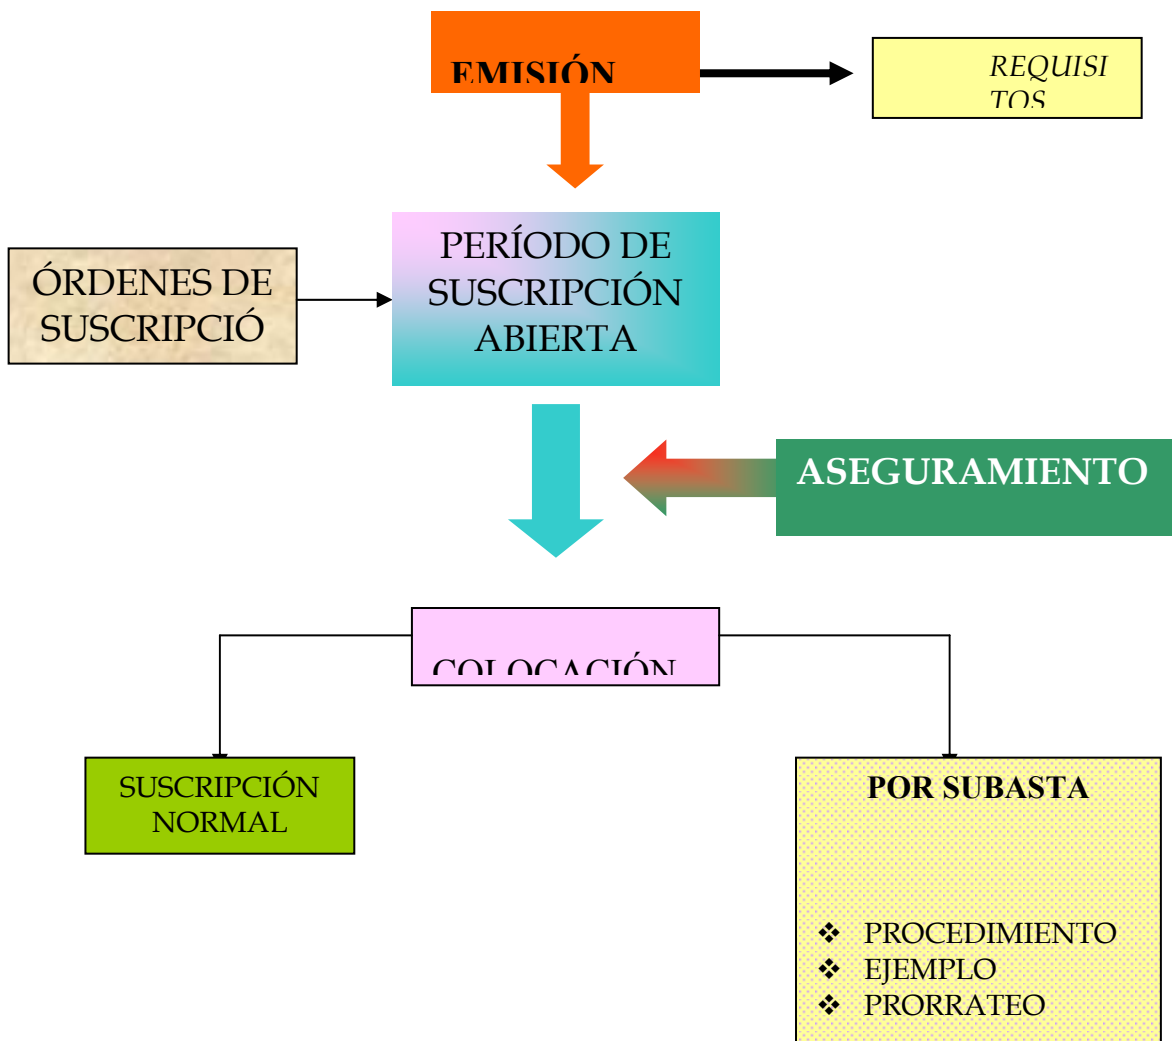 EMISIÓN
REQUISI
TOS
PERÍODO DE
SUSCRIPCIÓN
ABIERTA
ÓRDENES DE
SUSCRIPCIÓ
ASEGURAMIENTO
COLOCACIÓN
SUSCRIPCIÓN
NORMAL
POR SUBASTA
❖ PROCEDIMIENTO
❖ EJEMPLO
❖ PRORRATEO